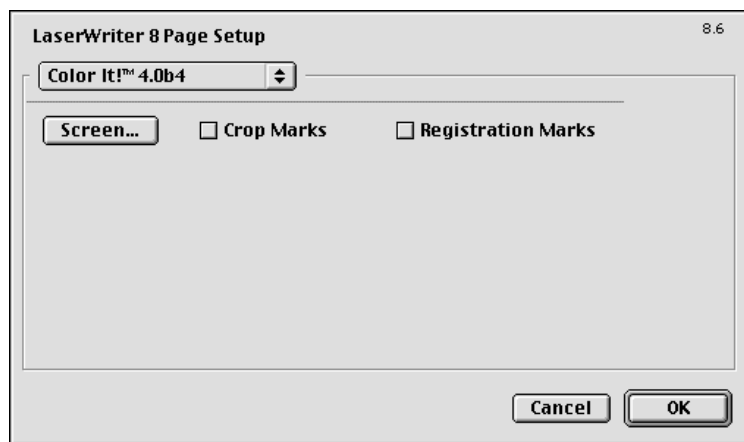 LaserWriter 8 Page Setup 8.6
Color It!™ 4.0b4
Screen... Crop Marks Registration Marks
Cancel OK